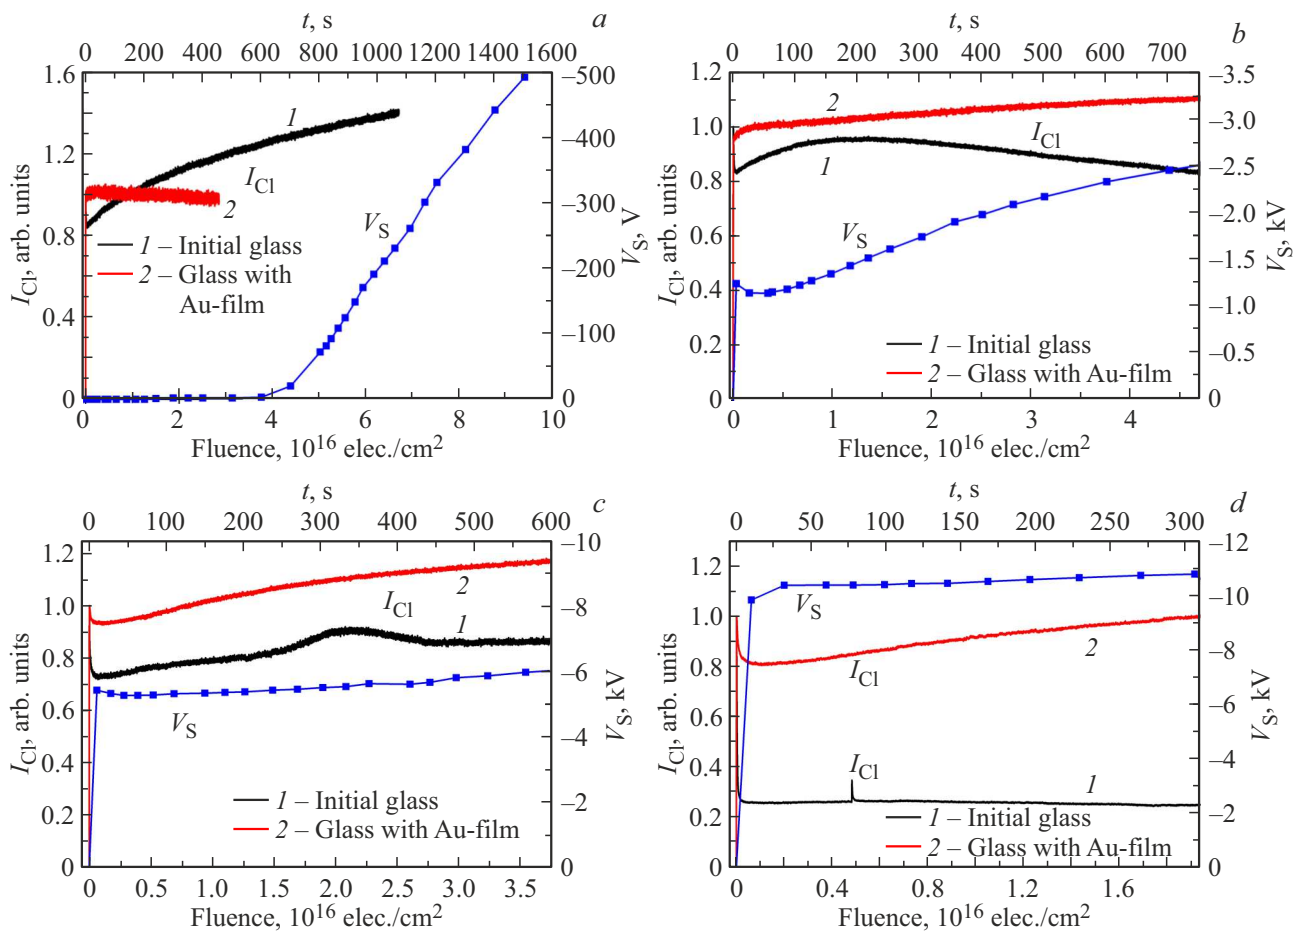 t, s
a
0 200 400 600 800 1000 1200 1400 1600
1.6
1.2
0.8
0.4
0
I_Cl, arb. units
–500
–400
–300
–200
–100
0
V_S, V
1
I_Cl
2
V_S
1 – Initial glass
2 – Glass with
Au-film
0 2 4 6 8 10
Fluence, 10^16 elec./cm^2
t, s
b
0 100 200 300 400 500 600 700
1.2
1.0
0.8
0.6
0.4
0.2
0
I_Cl, arb. units
–3.5
–3.0
–2.5
–2.0
–1.5
–1.0
–0.5
0
V_S, kV
2
I_Cl
1
V_S
1 – Initial glass
2 – Glass with Au-film
0 1 2 3 4
Fluence, 10^16 elec./cm^2
t, s
c
0 100 200 300 400 500 600
1.2
1.0
0.8
0.6
0.4
0.2
0
I_Cl, arb. units
–10
–8
–6
–4
–2
0
V_S, kV
2
I_Cl
1
V_S
1 – Initial glass
2 – Glass with Au-film
0 0.5 1.0 1.5 2.0 2.5 3.0 3.5
Fluence, 10^16 elec./cm^2
t, s
d
0 50 100 150 200 250 300
1.2
1.0
0.8
0.6
0.4
0.2
0
I_Cl, arb. units
–12
–10
–8
–6
–4
–2
0
V_S, kV
V_S
2
I_Cl
I_Cl
1
1 – Initial glass
2 – Glass with Au-film
0 0.4 0.8 1.2 1.6
Fluence, 10^16 elec./cm^2